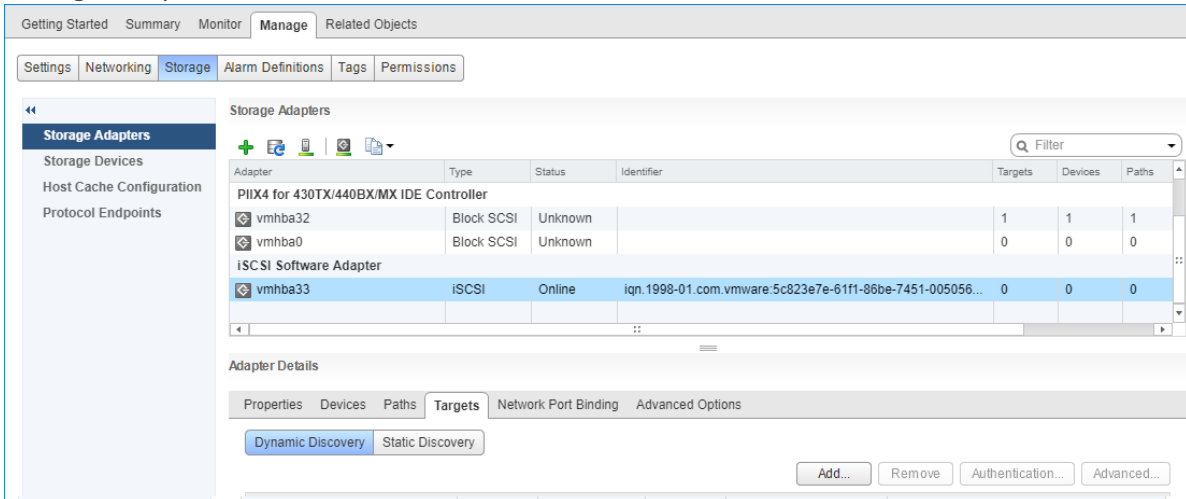 Getting Started Summary Monitor Manage Related Objects
Settings Networking Storage Alarm Definitions Tags Permissions
Storage Adapters
Storage Devices
Host Cache Configuration
Protocol Endpoints
Storage Adapters
Filter
Adapter Type Status Identifier Targets Devices Paths
PIIX4 for 430TX/440BX/MX IDE Controller
vmhba32 Block SCSI Unknown 1 1 1
vmhba0 Block SCSI Unknown 0 0 0
iSCSI Software Adapter
vmhba33 iSCSI Online iqn.1998-01.com.vmware:5c823e7e-61f1-86be-7451-005056... 0 0 0
Adapter Details
Properties Devices Paths Targets Network Port Binding Advanced Options
Dynamic Discovery Static Discovery
Add... Remove Authentication... Advanced...